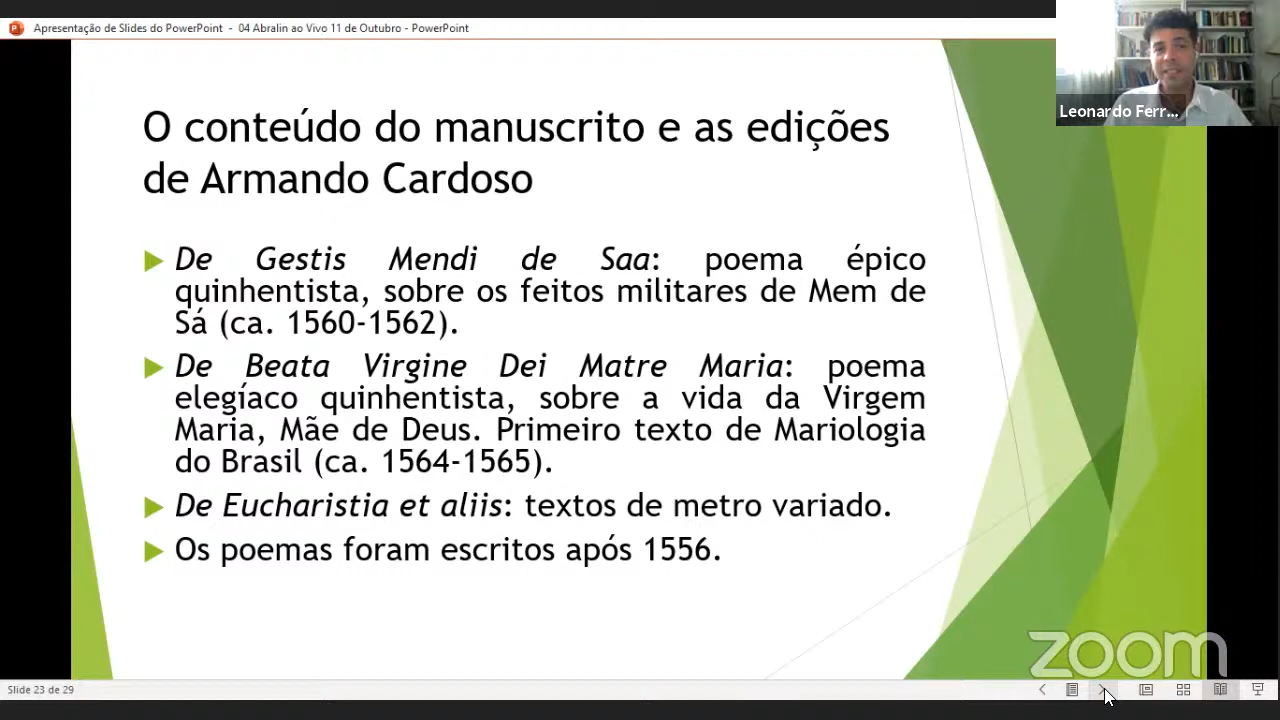 Apresentação de Slides do PowerPoint - 04 Abralin ao Vivo 11 de Outubro - PowerPoint
Leonardo Ferr...
O conteúdo do manuscrito e as edições
de Armando Cardoso
De Gestis Mendi de Saa: poema épico
quinhentista, sobre os feitos militares de Mem de
Sá (ca. 1560-1562).
De Beata Virgine Dei Matre Maria: poema
elegíaco quinhentista, sobre a vida da Virgem
Maria, Mãe de Deus. Primeiro texto de Mariologia
do Brasil (ca. 1564-1565).
De Eucharistia et aliis: textos de metro variado.
Os poemas foram escritos após 1556.
zoom
Slide 23 de 29